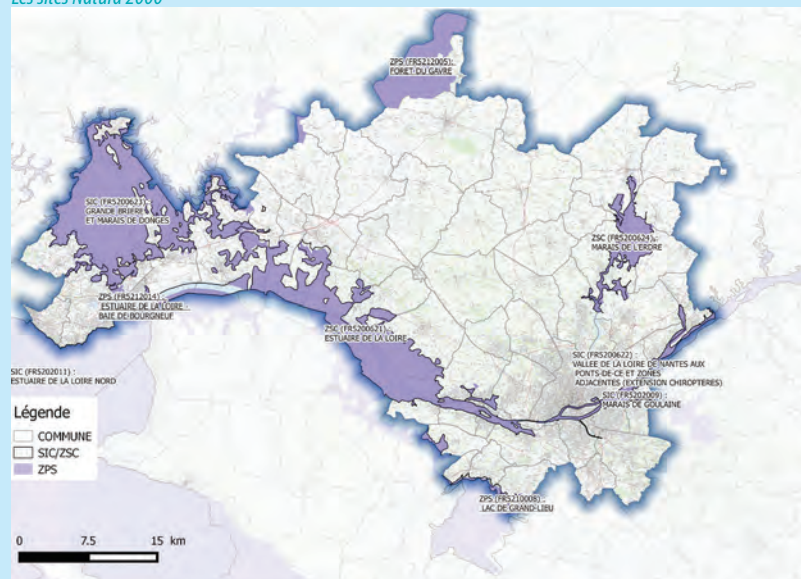 Les sites Natura 2000
ZPS (FR5212005) :
FORET DU GAVRE
SIC (FR5200623) :
GRANDE BRIERE
ET MARAIS DE DONGES
ZSC (FR5200624) :
MARAIS DE L'ERDRE
ZPS (FR5212014) :
ESTUAIRE DE LA LOIRE -
BAIE DE BOURGNEUF
ZSC (FR5200621) :
ESTUAIRE DE LA LOIRE
SIC (FR5202011) :
ESTUAIRE DE LA LOIRE NORD
SIC (FR5200622) :
VALLEE DE LA LOIRE DE NANTES AUX
PONTS-DE-CE ET ZONES
ADJACENTES (EXTENSION CHIROPTERES)
SIC (FR5202009) :
MARAIS DE GOULAINE
ZPS (FR5210008) :
LAC DE GRAND-LIEU
Légende
COMMUNE
SIC/ZSC
ZPS
0 7.5 15 km